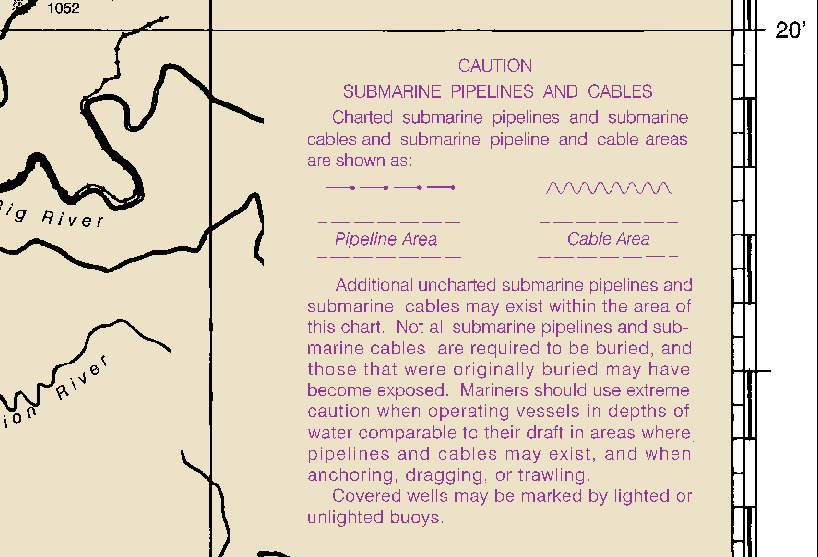 1052
20'
CAUTION
SUBMARINE PIPELINES AND CABLES
Charted submarine pipelines and submarine
cables and submarine pipeline and cable areas
are shown as:
Big River
Pipeline Area
Cable Area
Additional uncharted submarine pipelines and
submarine cables may exist within the area of
this chart. Not al submarine pipelines and sub-
marine cables are required to be buried, and
those that were originally buried may have
become exposed. Mariners should use extreme
caution when operating vessels in depths of
water comparable to their draft in areas where
pipelines and cables may exist, and when
anchoring, dragging, or trawling.
Covered wells may be marked by lighted or
unlighted buoys.
ion River